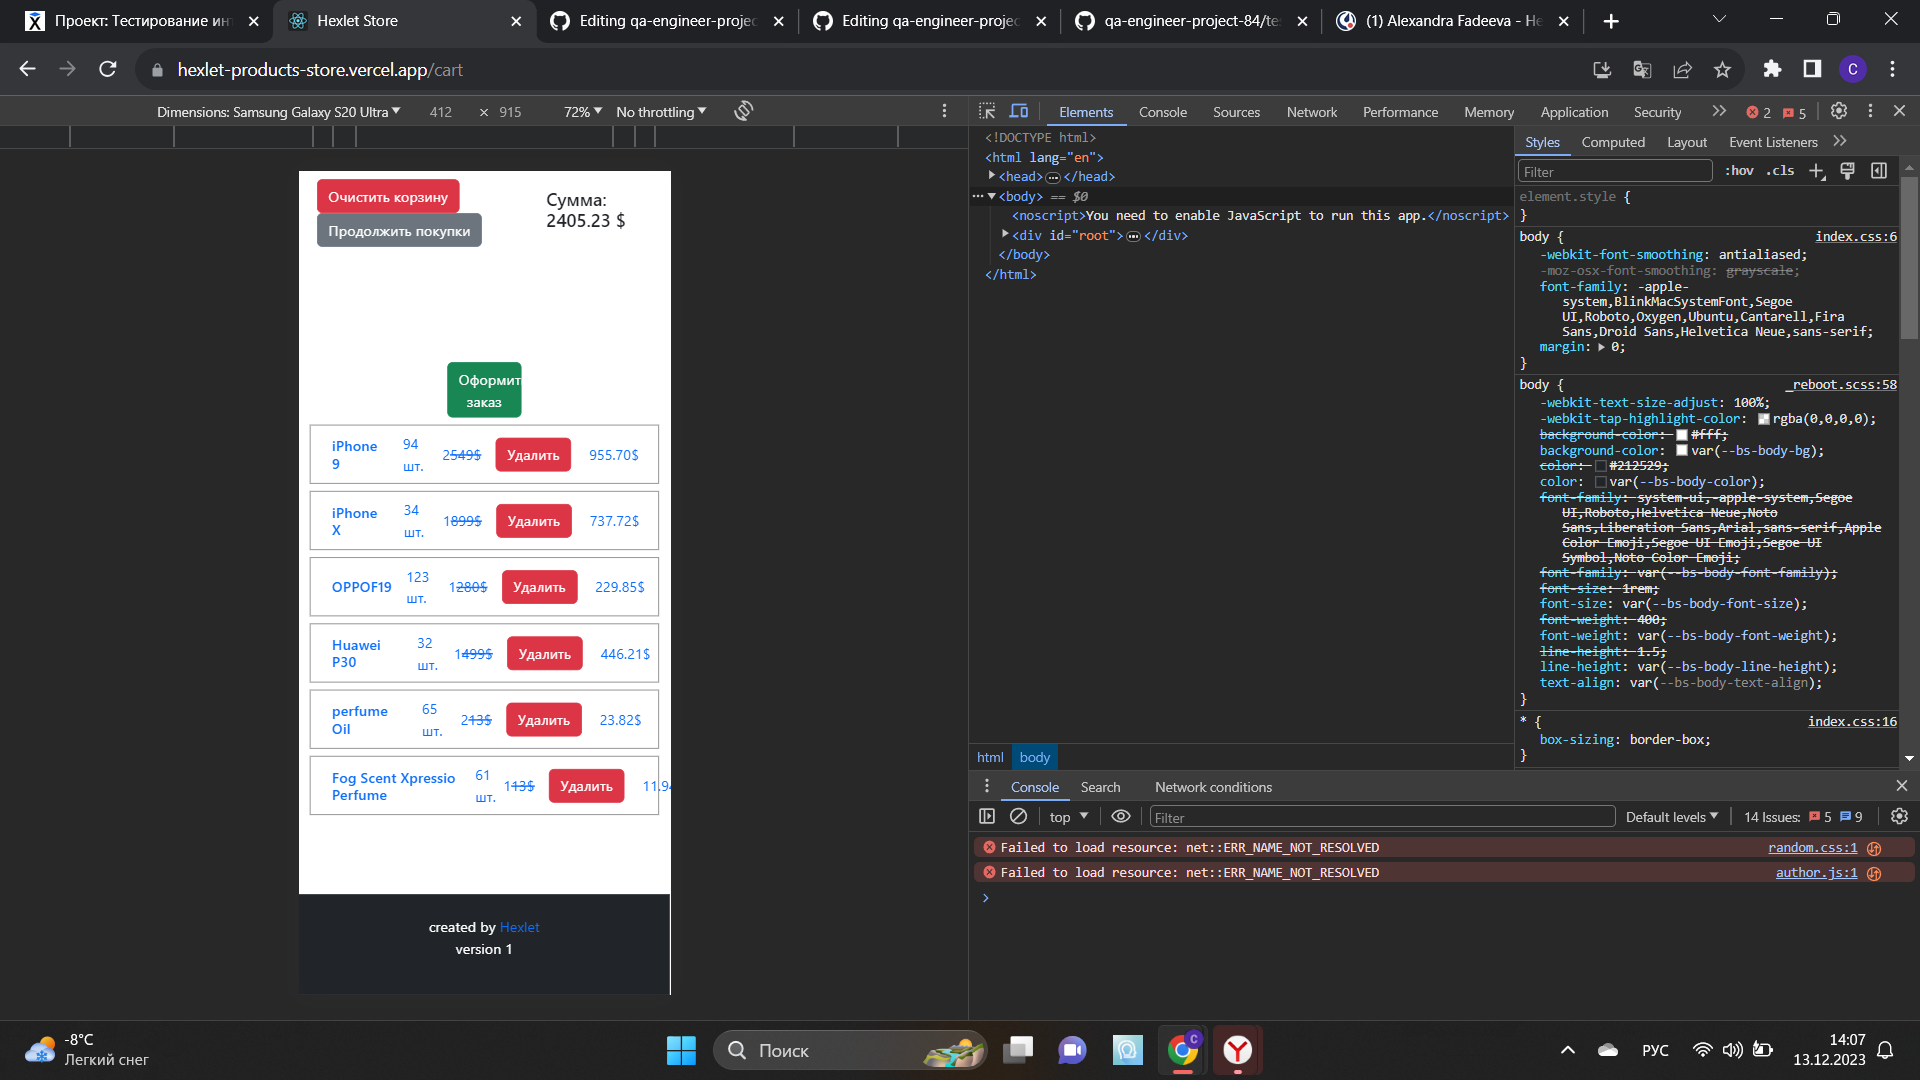 Проект: Тестирование инт
Hexlet Store
Editing qa-engineer-projec
Editing qa-engineer-projec
qa-engineer-project-84/te
(1) Alexandra Fadeeva - He
hexlet-products-store.vercel.app/cart
C
Dimensions: Samsung Galaxy S20 Ultra
412 × 915
72%
No throttling
Elements
Console
Sources
Network
Performance
Memory
Application
Security
2
5
Очистить корзину
Продолжить покупки
Сумма:
2405.23 $
Оформит
заказ
iPhone 9
94 шт.
2549$
Удалить
955.70$
iPhone X
34 шт.
1899$
Удалить
737.72$
OPPOF19
123 шт.
1280$
Удалить
229.85$
Huawei P30
32 шт.
1499$
Удалить
446.21$
perfume Oil
65 шт.
213$
Удалить
23.82$
Fog Scent Xpressio Perfume
61 шт.
113$
Удалить
11.94
created by Hexlet
version 1
<!DOCTYPE html>
<html lang="en">
<head> … </head>
<body> == $0
<noscript>You need to enable JavaScript to run this app.</noscript>
<div id="root"> … </div>
</body>
</html>
html
body
Styles
Computed
Layout
Event Listeners
Filter
:hov
.cls
element.style {
}
body {
index.css:6
-webkit-font-smoothing: antialiased;
-moz-osx-font-smoothing: grayscale;
font-family: -apple-
system,BlinkMacSystemFont,Segoe
UI,Roboto,Oxygen,Ubuntu,Cantarell,Fira
Sans,Droid Sans,Helvetica Neue,sans-serif;
margin: 0;
}
body {
_reboot.scss:58
-webkit-text-size-adjust: 100%;
-webkit-tap-highlight-color: rgba(0,0,0,0);
background-color: #fff;
background-color: var(--bs-body-bg);
color: #212529;
color: var(--bs-body-color);
font-family: system-ui,-apple-system,Segoe
UI,Roboto,Helvetica Neue,Noto
Sans,Liberation Sans,Arial,sans-serif,Apple
Color Emoji,Segoe UI Emoji,Segoe UI
Symbol,Noto Color Emoji;
font-family: var(--bs-body-font-family);
font-size: 1rem;
font-size: var(--bs-body-font-size);
font-weight: 400;
font-weight: var(--bs-body-font-weight);
line-height: 1.5;
line-height: var(--bs-body-line-height);
text-align: var(--bs-body-text-align);
}
* {
index.css:16
box-sizing: border-box;
}
Console
Search
Network conditions
top
Filter
Default levels
14 Issues:
5
9
Failed to load resource: net::ERR_NAME_NOT_RESOLVED
random.css:1
Failed to load resource: net::ERR_NAME_NOT_RESOLVED
author.js:1
-8°C
Легкий снег
Поиск
C
РУС
14:07
13.12.2023